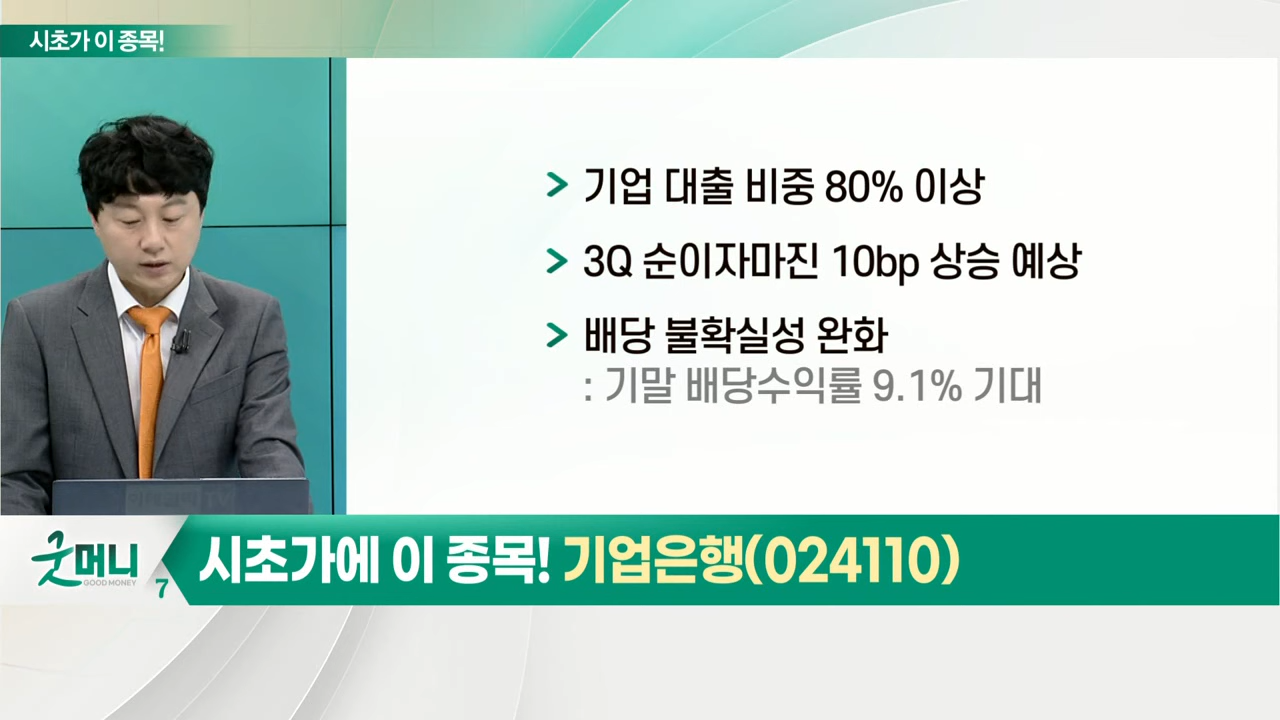 시초가 이 종목!
> 기업 대출 비중 80% 이상
> 3Q 순이자마진 10bp 상승 예상
> 배당 불확실성 완화
: 기말 배당수익률 9.1% 기대
굿머니
GOOD MONEY
7
시초가에 이 종목! 기업은행(024110)